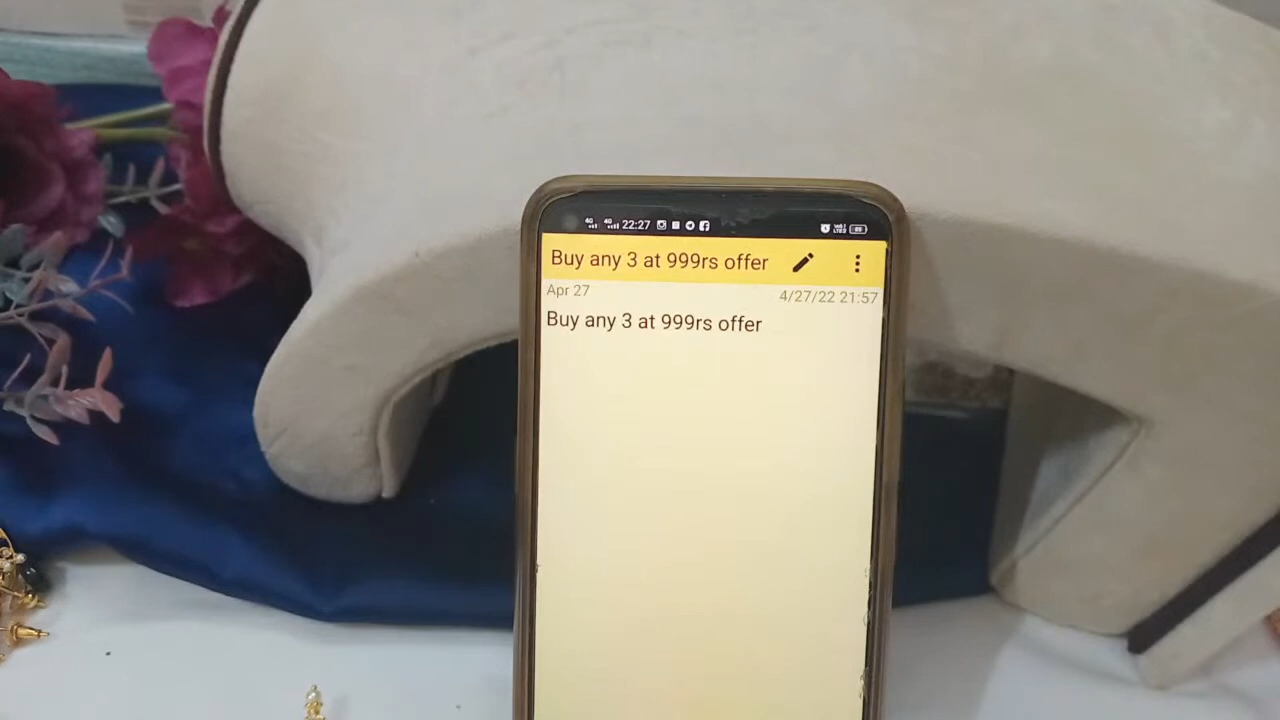 22:27
Buy any 3 at 999rs offer
Apr 27
4/27/22 21:57
Buy any 3 at 999rs offer